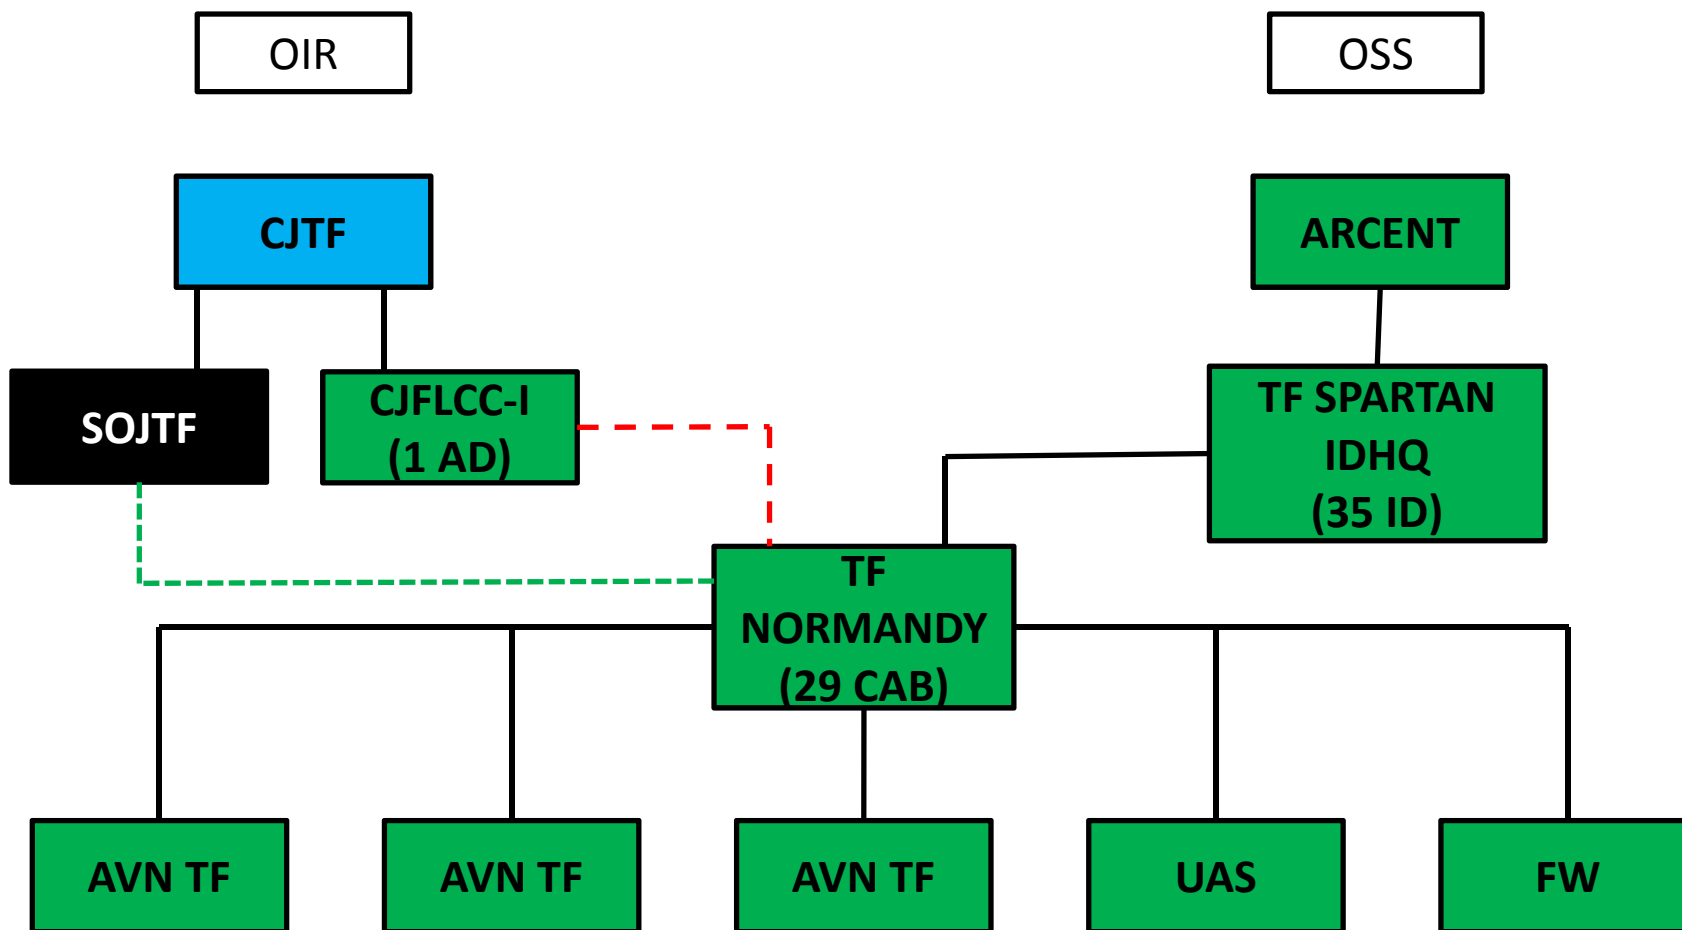 OIR
OSS
CJTF
ARCENT
SOJTF
CJFLCC-I
(1 AD)
TF SPARTAN
IDHQ
(35 ID)
TF
NORMANDY
(29 CAB)
AVN TF
AVN TF
AVN TF
UAS
FW